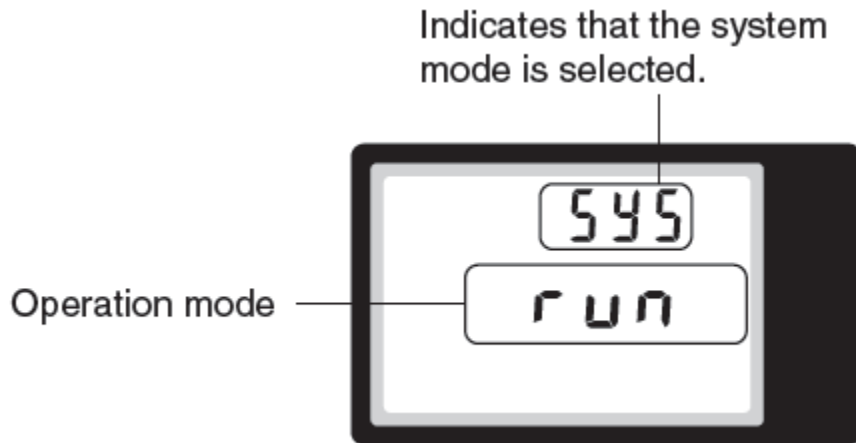 Indicates that the system
mode is selected.
SYS
Operation mode
run